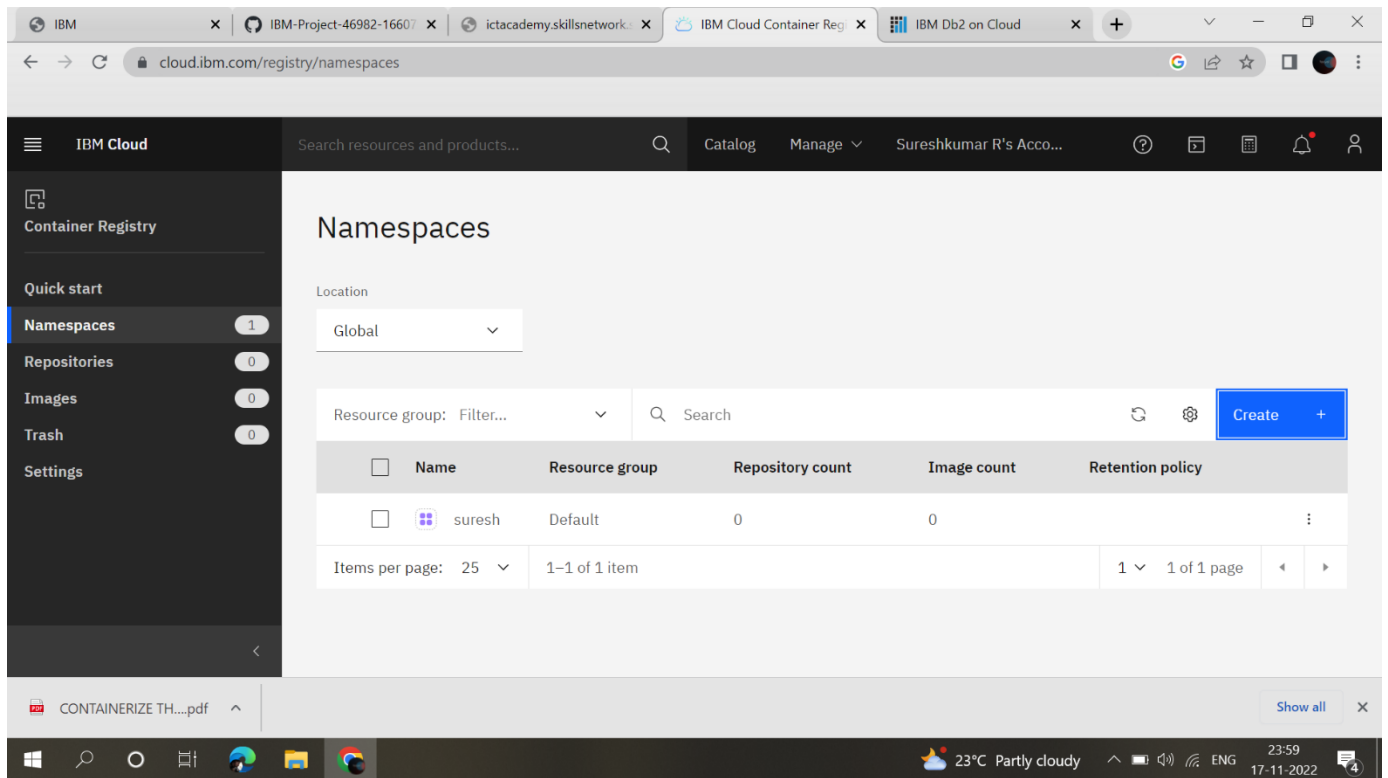 IBM
IBM-Project-46982-16607
ictacademy.skillsnetwork.s
IBM Cloud Container Regi
IBM Db2 on Cloud
cloud.ibm.com/registry/namespaces
IBM Cloud
Search resources and products...
Catalog
Manage
Sureshkumar R's Acco...
Container Registry
Quick start
Namespaces 1
Repositories 0
Images 0
Trash 0
Settings
Namespaces
Location
Global
Resource group: Filter...
Search
Create +
Name Resource group Repository count Image count Retention policy
suresh Default 0 0
Items per page: 25 1–1 of 1 item 1 1 of 1 page
PDF
CONTAINERIZE TH....pdf
Show all
23°C Partly cloudy
ENG
23:59
17-11-2022
4